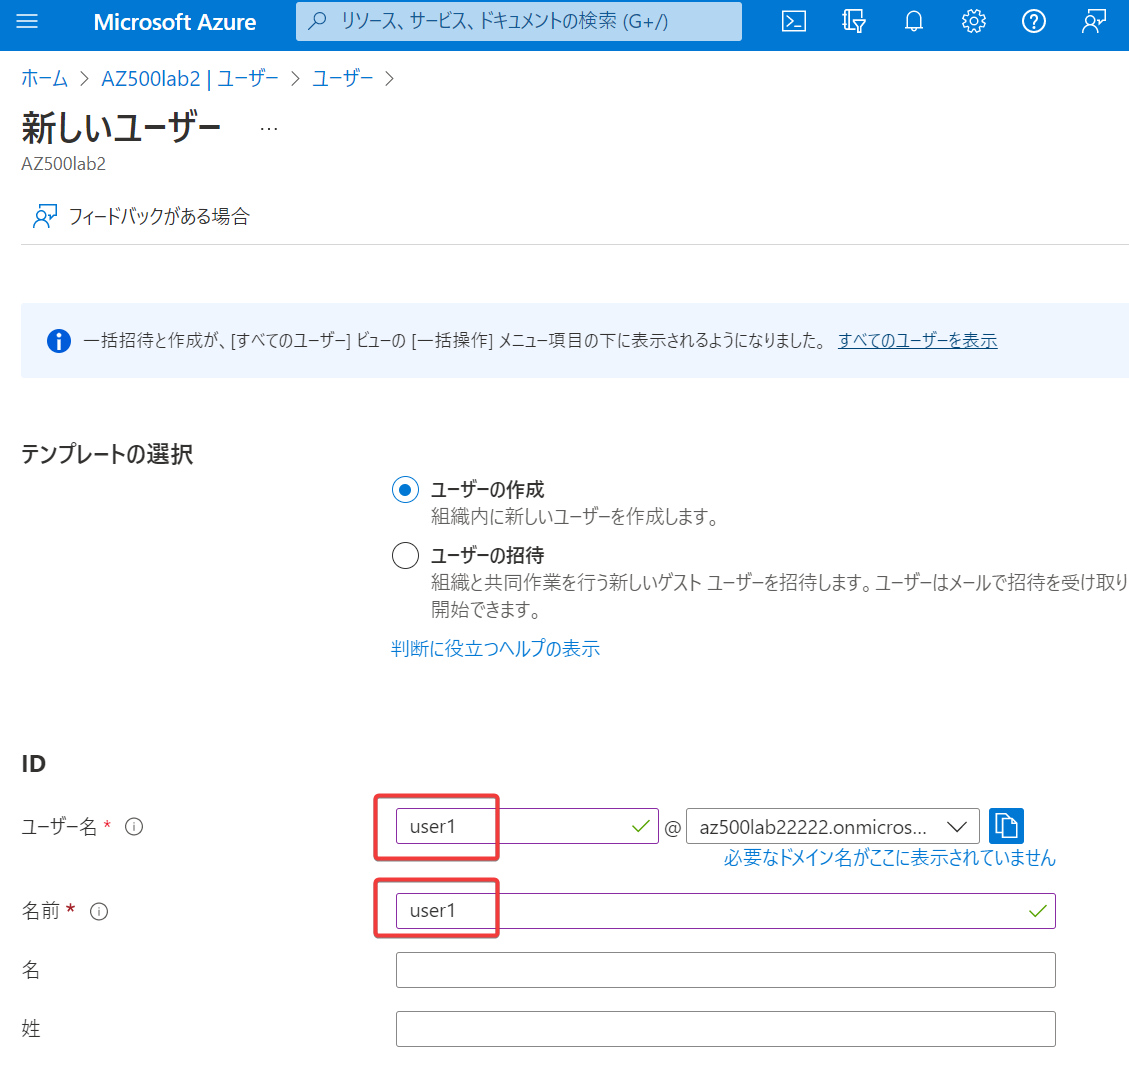 Microsoft Azure
リソース、サービス、ドキュメントの検索 (G+/)
ホーム > AZ500lab2 | ユーザー > ユーザー >
新しいユーザー ...
AZ500lab2
フィードバックがある場合
一括招待と作成が、[すべてのユーザー] ビューの [一括操作] メニュー項目の下に表示されるようになりました。 すべてのユーザーを表示
テンプレートの選択
ユーザーの作成
組織内に新しいユーザーを作成します。
ユーザーの招待
組織と共同作業を行う新しいゲスト ユーザーを招待します。ユーザーはメールで招待を受け取り
開始できます。
判断に役立つヘルプの表示
ID
ユーザー名 * user1 @ az500lab22222.onmicros...
必要なドメイン名がここに表示されていません
名前 * user1
名
姓